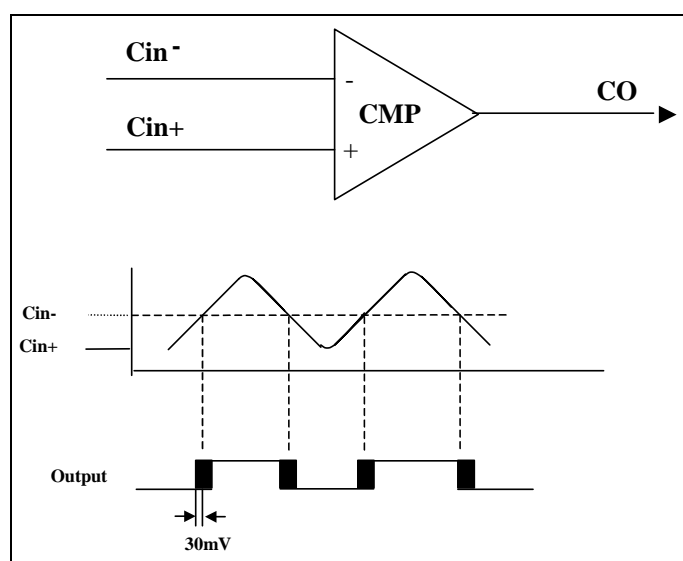 Cin -
-
CO
CMP
Cin+
+
Cin-
Cin+
Output
30mV